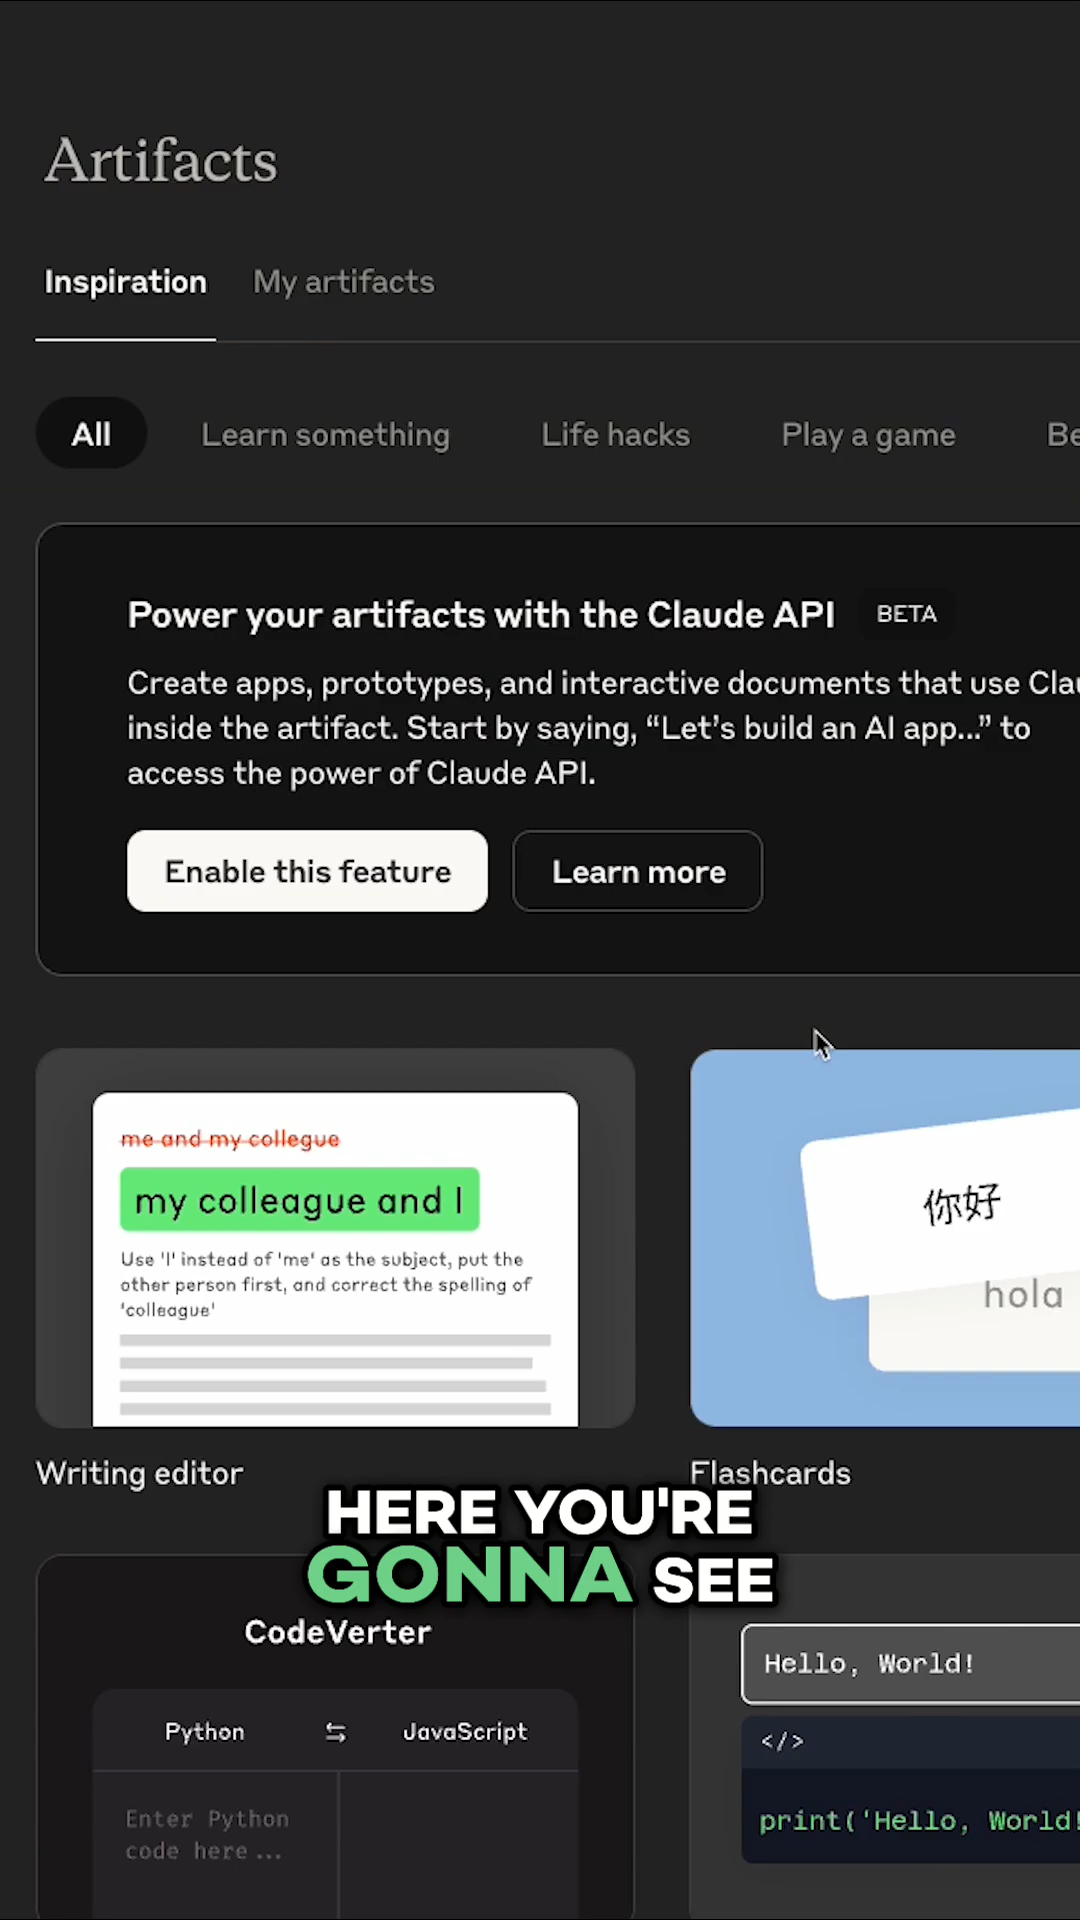 Artifacts
Inspiration My artifacts
All Learn something Life hacks Play a game Be
Power your artifacts with the Claude API BETA
Create apps, prototypes, and interactive documents that use Clau
inside the artifact. Start by saying, “Let’s build an AI app...” to
access the power of Claude API.
Enable this feature Learn more
me and my collegue
my colleague and I
Use 'I' instead of 'me' as the subject, put the
other person first, and correct the spelling of
'colleague'
你好
hola
Writing editor
Flashcards
HERE YOU'RE
GONNA SEE
CodeVerter
Python ⇆ JavaScript
Enter Python
code here...
Hello, World!
</>
print('Hello, World!